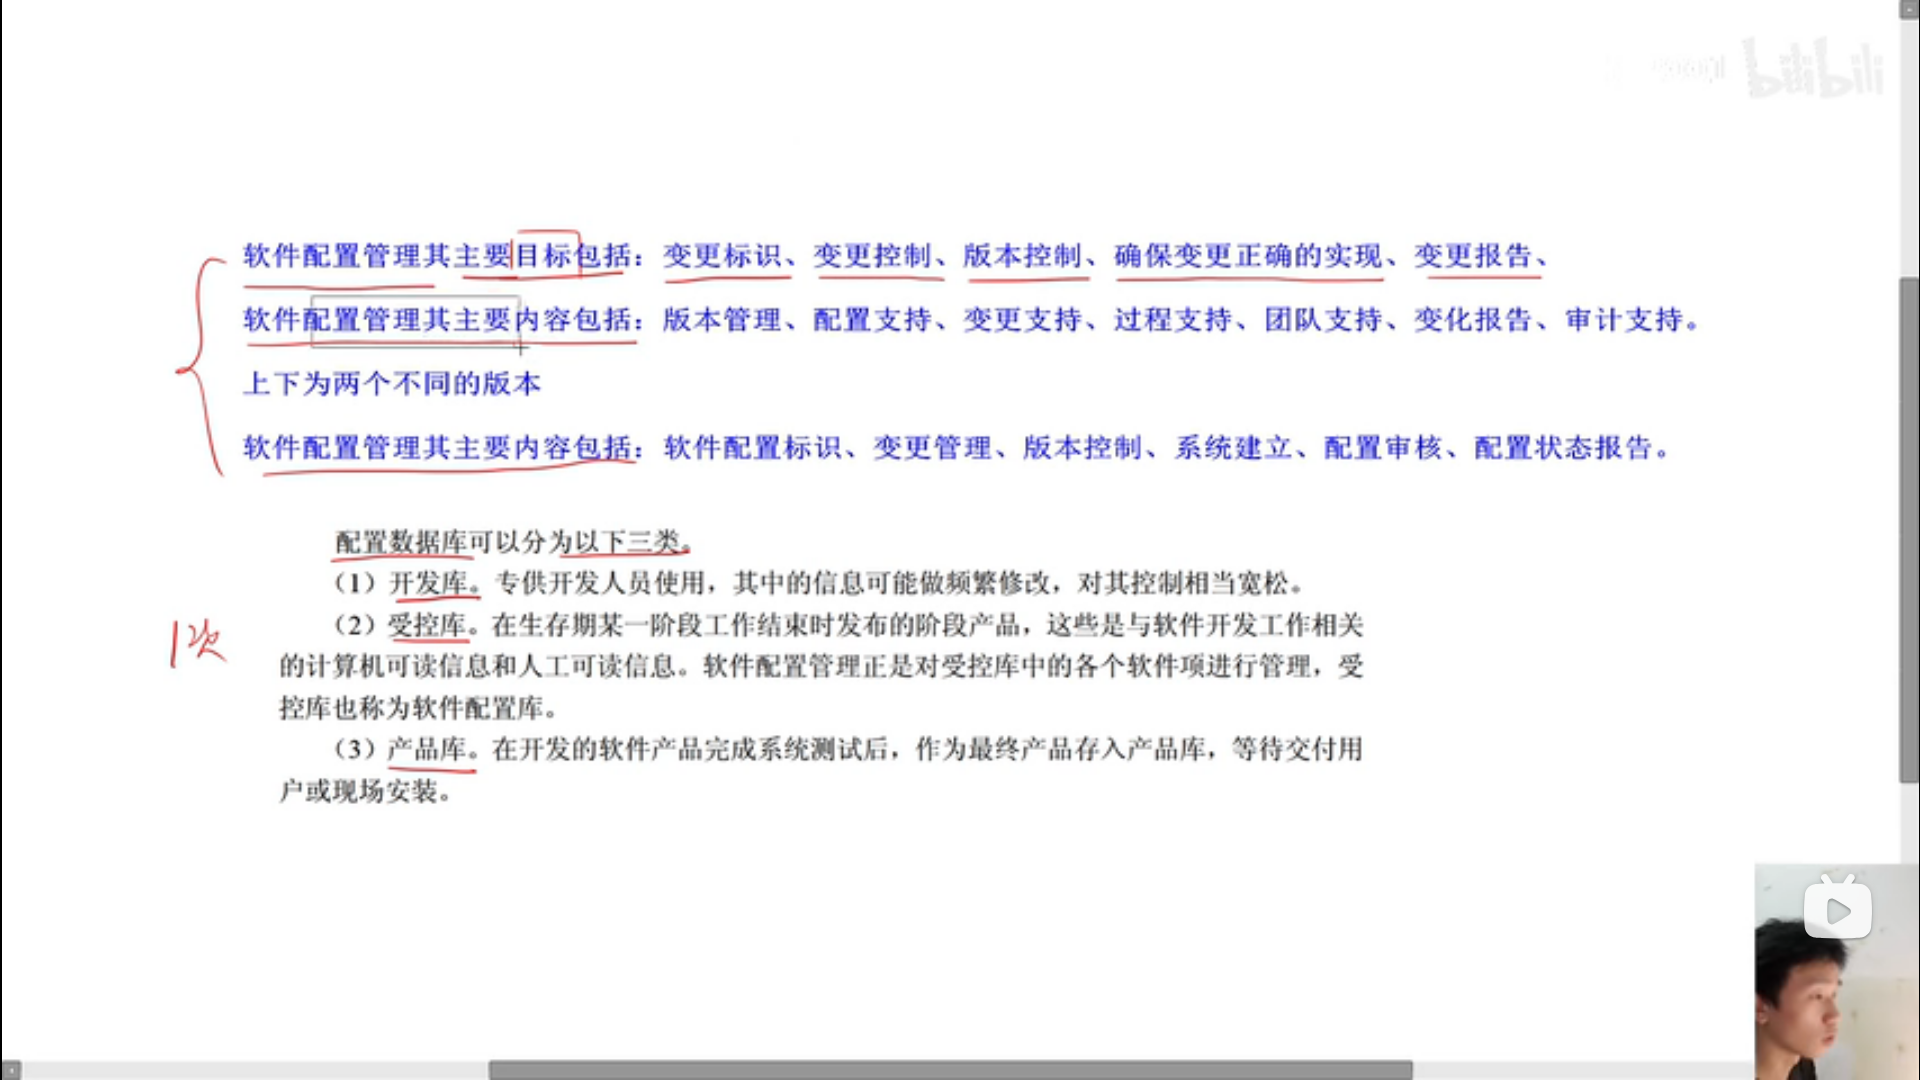 bilibili
软件配置管理其主要目标包括：变更标识、变更控制、版本控制、确保变更正确的实现、变更报告、
软件配置管理其主要内容包括：版本管理、配置支持、变更支持、过程支持、团队支持、变化报告、审计支持。
上下为两个不同的版本
软件配置管理其主要内容包括：软件配置标识、变更管理、版本控制、系统建立、配置审核、配置状态报告。
配置数据库可以分为以下三类。
（1）开发库。专供开发人员使用，其中的信息可能做频繁修改，对其控制相当宽松。
（2）受控库。在生存期某一阶段工作结束时发布的阶段产品，这些是与软件开发工作相关
1次
的计算机可读信息和人工可读信息。软件配置管理正是对受控库中的各个软件项进行管理，受
控库也称为软件配置库。
（3）产品库。在开发的软件产品完成系统测试后，作为最终产品存入产品库，等待交付用
户或现场安装。